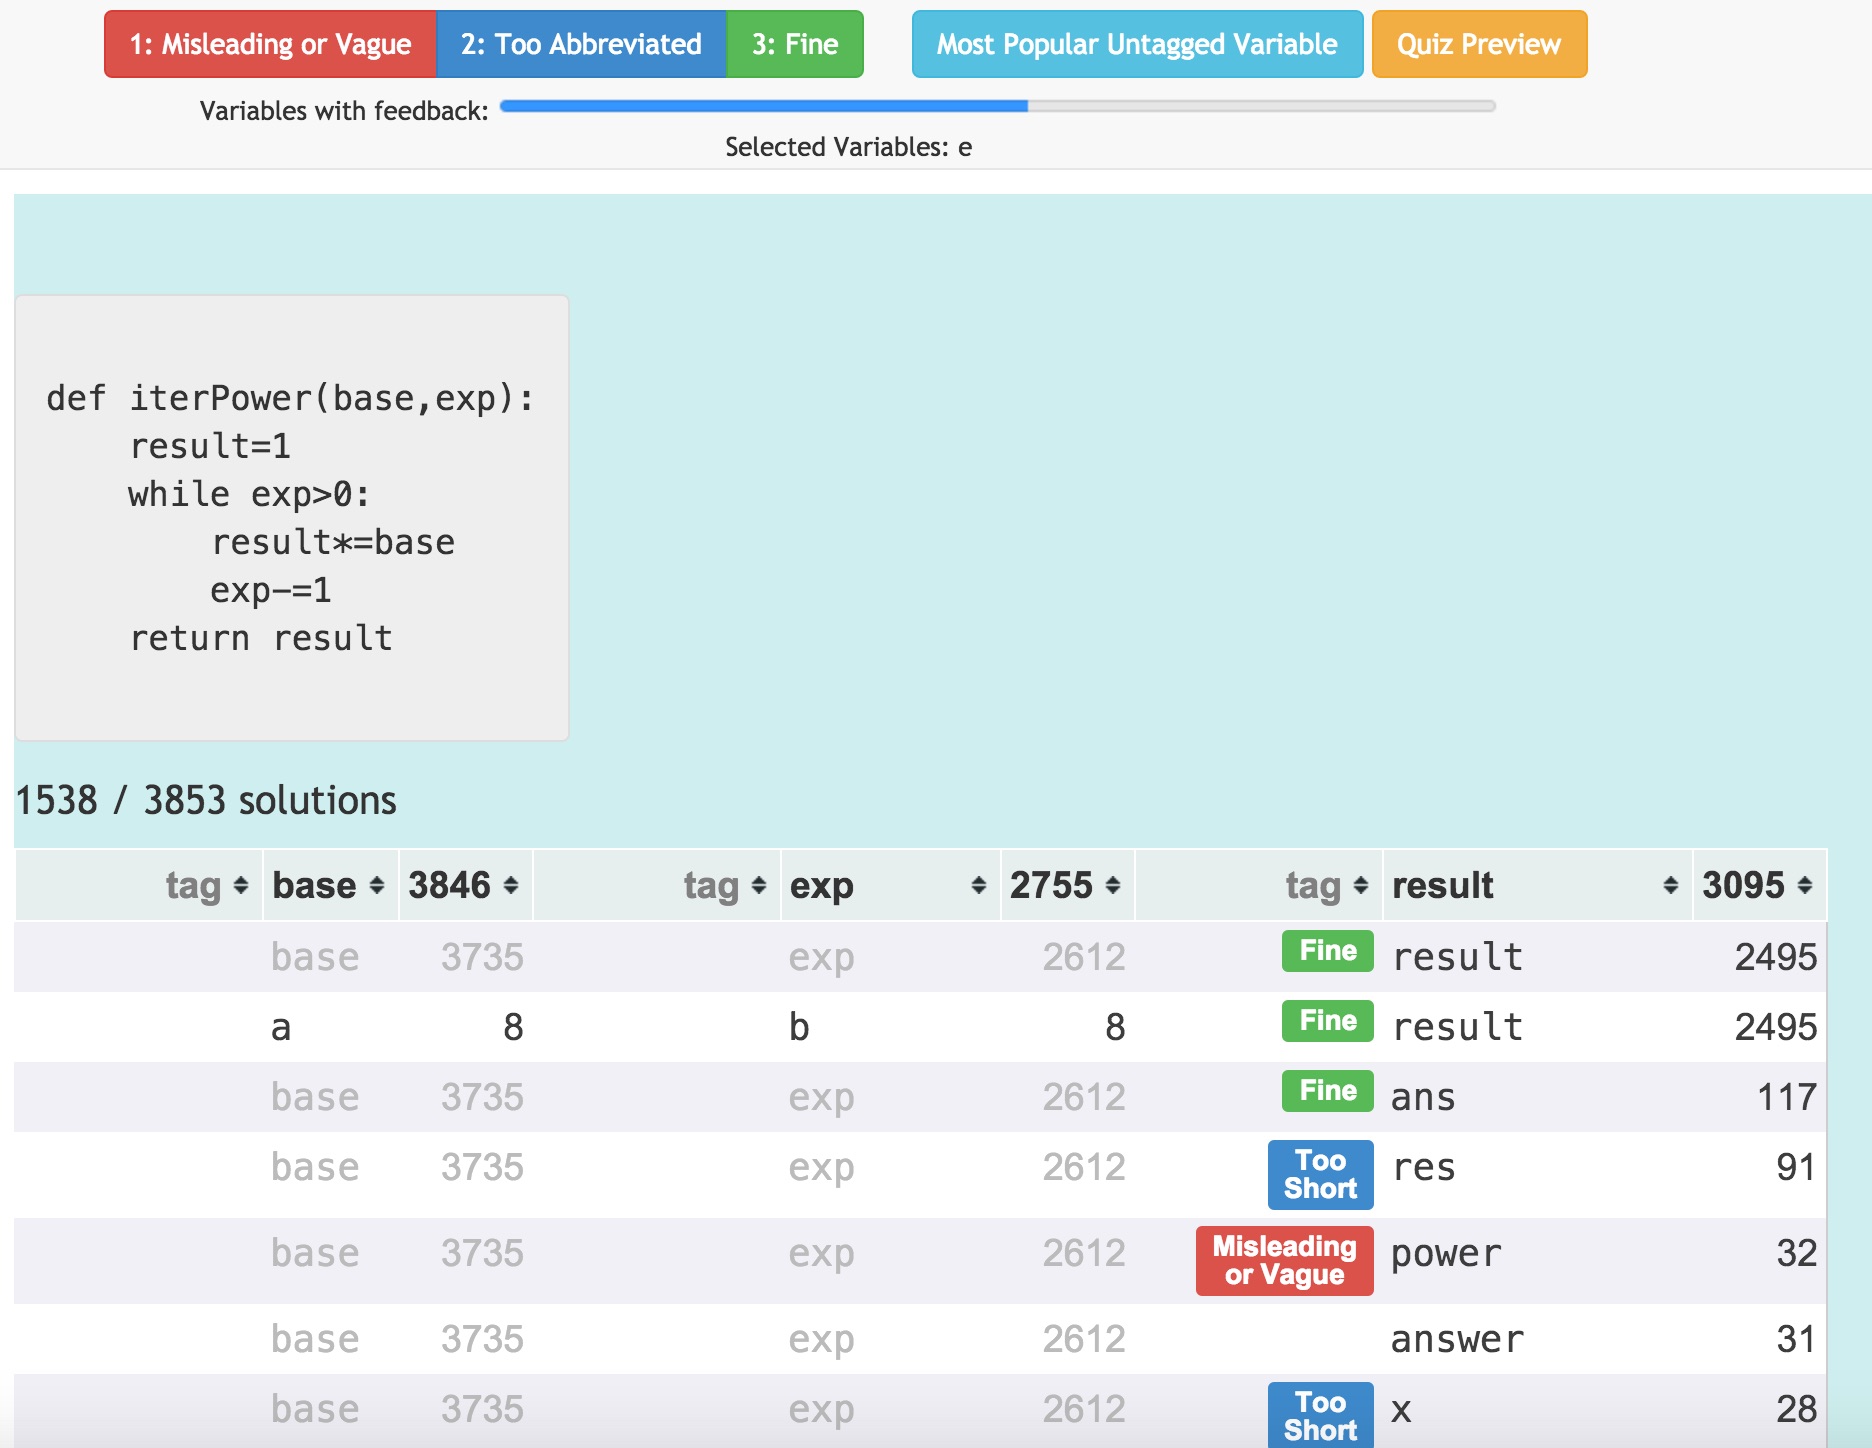 1: Misleading or Vague 2: Too Abbreviated 3: Fine Most Popular Untagged Variable Quiz Preview
Variables with feedback:
Selected Variables: e
def iterPower(base,exp):
    result=1
    while exp>0:
        result*=base
        exp-=1
    return result
1538 / 3853 solutions
tag base 3846 tag exp 2755 tag result 3095
base 3735 exp 2612 Fine result 2495
a 8 b 8 Fine result 2495
base 3735 exp 2612 Fine ans 117
base 3735 exp 2612 Too Short res 91
base 3735 exp 2612 Misleading or Vague power 32
base 3735 exp 2612 answer 31
base 3735 exp 2612 Too Short x 28